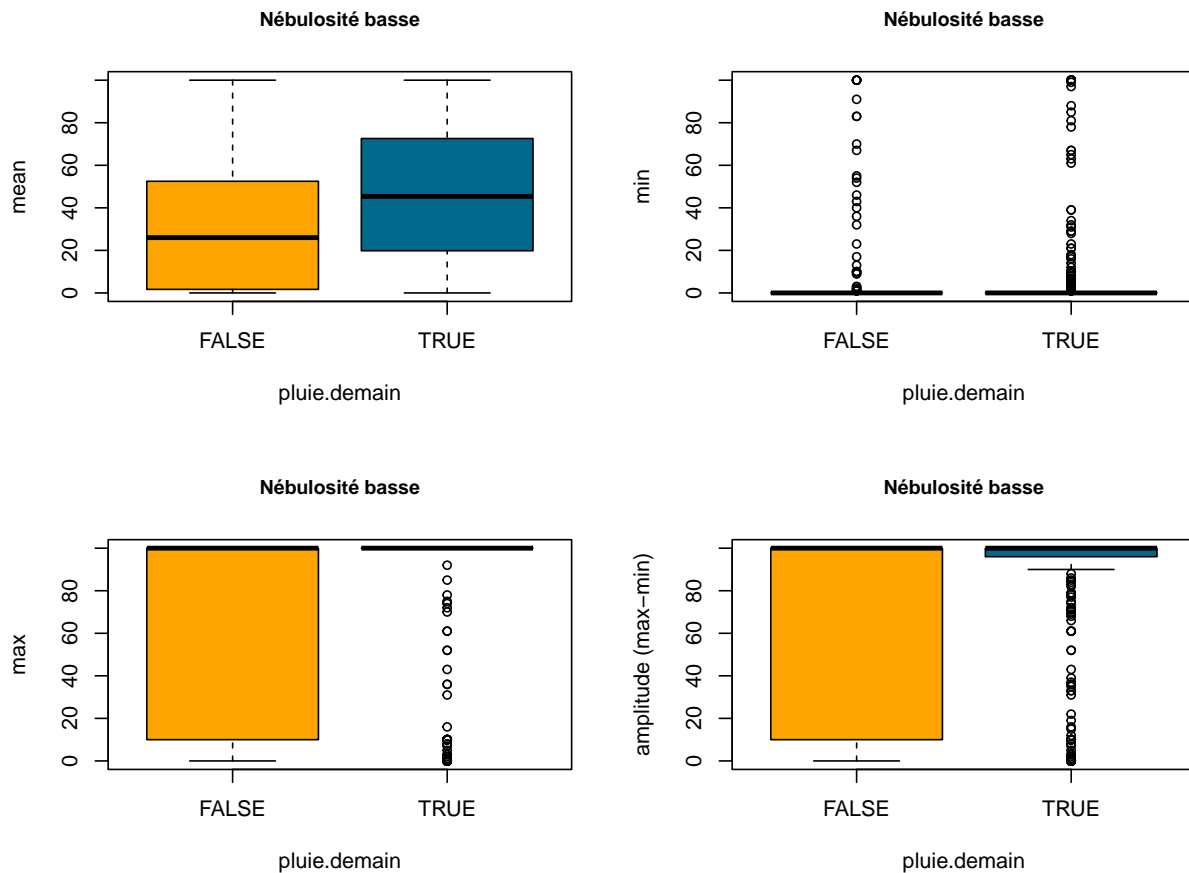 Nébulosité basse
mean
0 20 40 60 80
FALSE TRUE
pluie.demain
Nébulosité basse
min
0 20 40 60 80
FALSE TRUE
pluie.demain
Nébulosité basse
max
0 20 40 60 80
FALSE TRUE
pluie.demain
Nébulosité basse
amplitude (max−min)
0 20 40 60 80
FALSE TRUE
pluie.demain